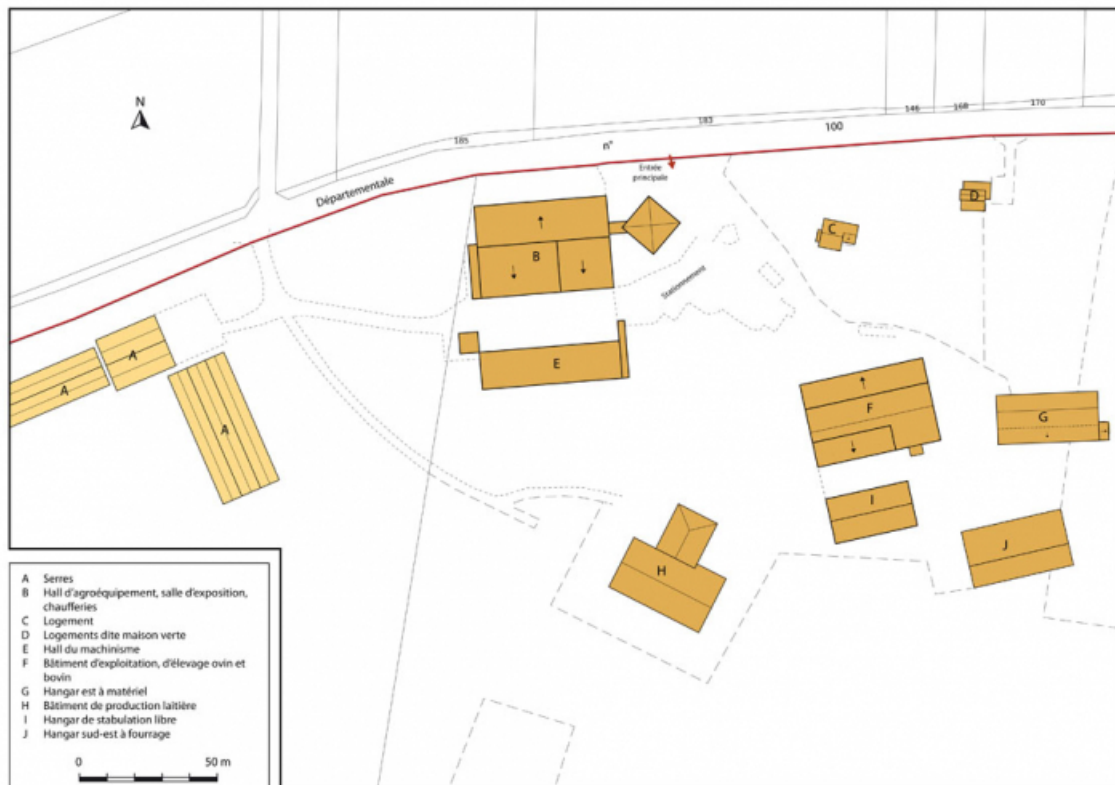 N
185
183
146
168
170
n°
100
Départementale
Entrée
principale
D
C
B
Stationnement
A
A
A
E
F
G
I
J
H
A Serres
B Hall d'agroéquipement, salle d'exposition,
chaufferies
C Logement
D Logements dite maison verte
E Hall du machinisme
F Bâtiment d'exploitation, d'élevage ovin et
bovin
G Hangar est à matériel
H Bâtiment de production laitière
I Hangar de stabulation libre
J Hangar sud-est à fourrage
0 50 m